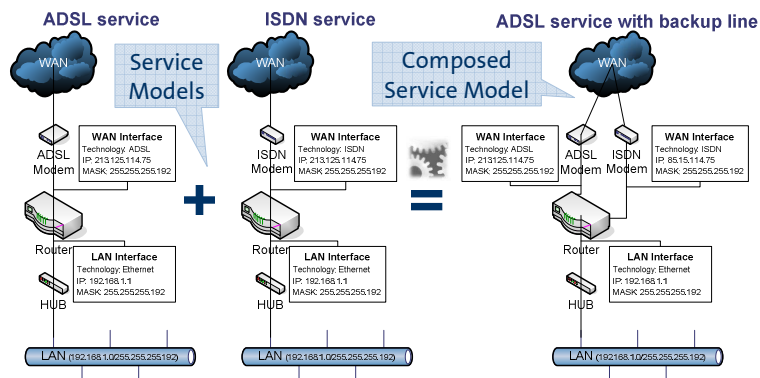 ADSL service
ISDN service
ADSL service with backup line
WAN
Service
Models
WAN
Composed
Service Model
WAN
ADSL
Modem
WAN Interface
Technology: ADSL
IP: 213.125.114.75
MASK: 255.255.255.192
ISDN
Modem
WAN Interface
Technology: ISDN
IP: 213.125.114.75
MASK: 255.255.255.192
WAN Interface
Technology: ADSL
IP: 213125.114.75
MASK: 255.255.255.192
ADSL
Modem
ISDN
Modem
WAN Interface
Technology: ISDN
IP: 85.15.114.75
MASK: 255.255.255.192
+
=
Router
LAN Interface
Technology: Ethernet
IP: 192.168.1.1
MASK: 255.255.255.192
HUB
Router
LAN Interface
Technology: Ethernet
IP: 192.168.1.1
MASK: 255.255.255.192
HUB
Router
LAN Interface
Technology: Ethernet
IP: 192.168.1.1
MASK: 255.255.255.192
HUB
LAN (192.168.1.0/255.255.255.192)
LAN (192.168.1.0/255.255.255.192)
LAN (192.168.1.0/255.255.255.192)